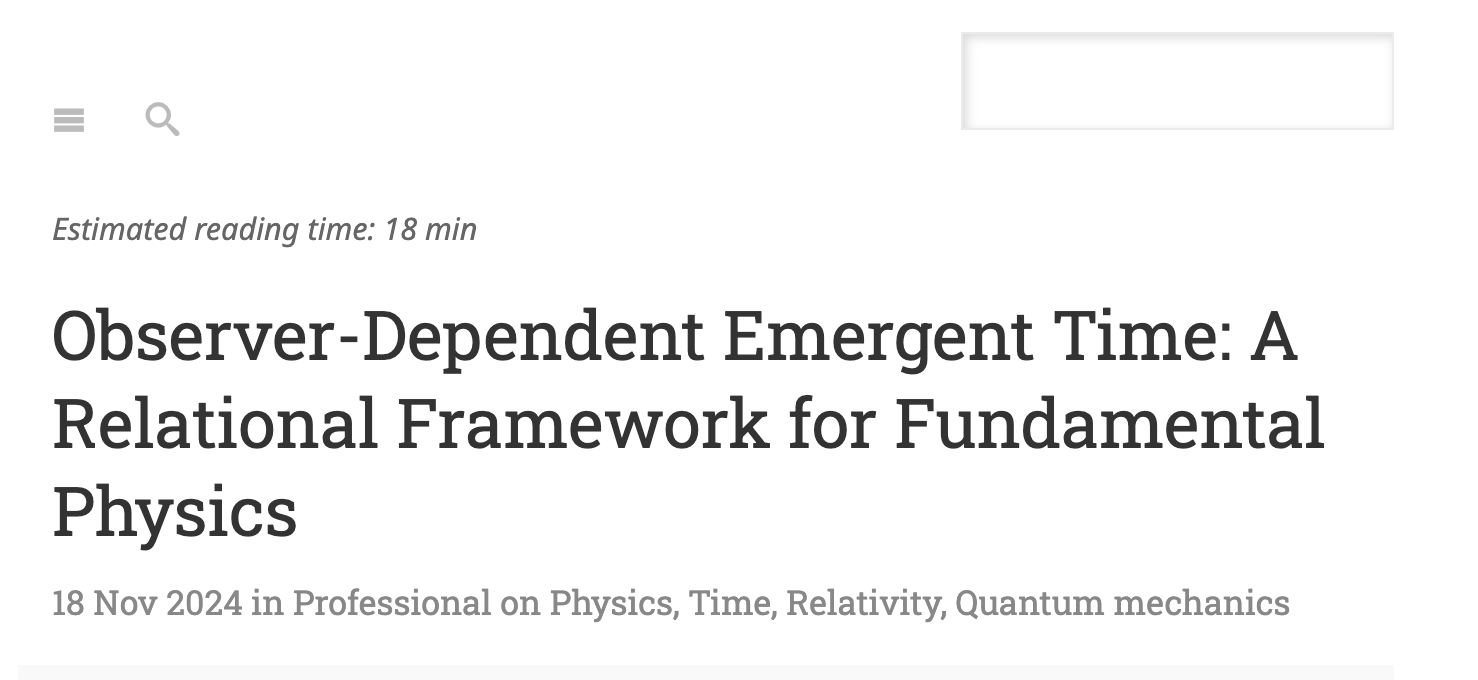 Estimated reading time: 18 min
Observer-Dependent Emergent Time: A
Relational Framework for Fundamental
Physics
18 Nov 2024 in Professional on Physics, Time, Relativity, Quantum mechanics